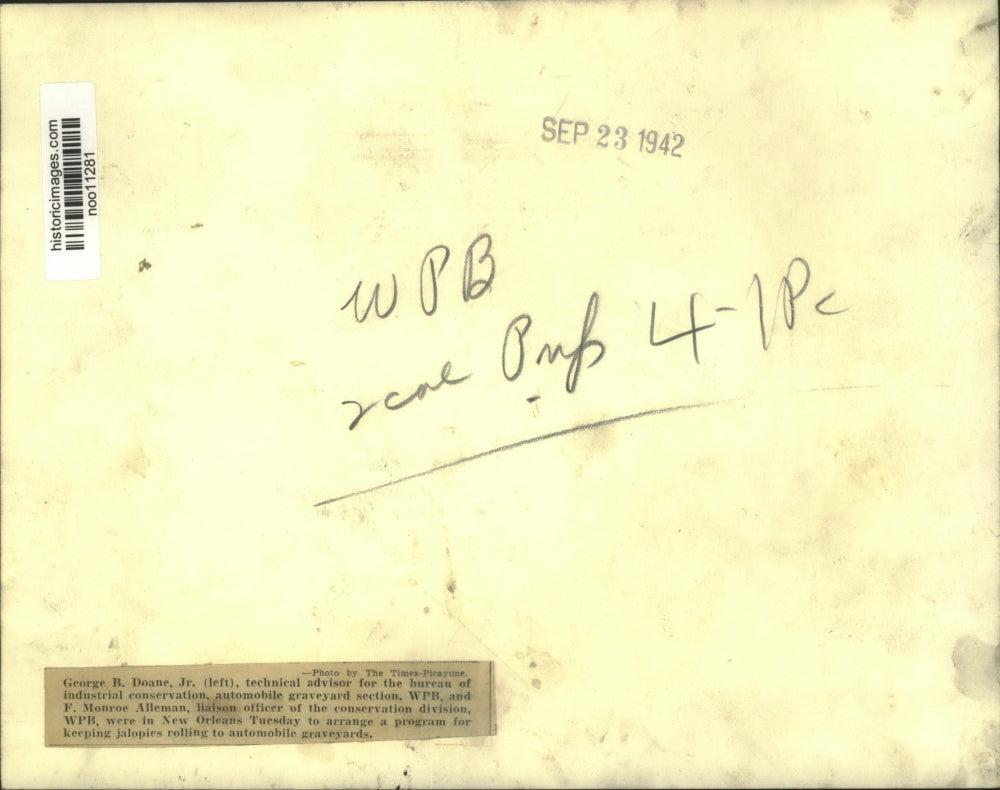 historicimages.com
noo11281
SEP 23 1942
WPB
4-1Pc
—Photo by The Times-Picayune.
George B. Doane, Jr. (left), technical advisor for the bureau of
industrial conservation, automobile graveyard section, WPB, and
F. Monroe Alleman, liaison officer of the conservation division,
WPB, were in New Orleans Tuesday to arrange a program for
keeping jalopies rolling to automobile graveyards.